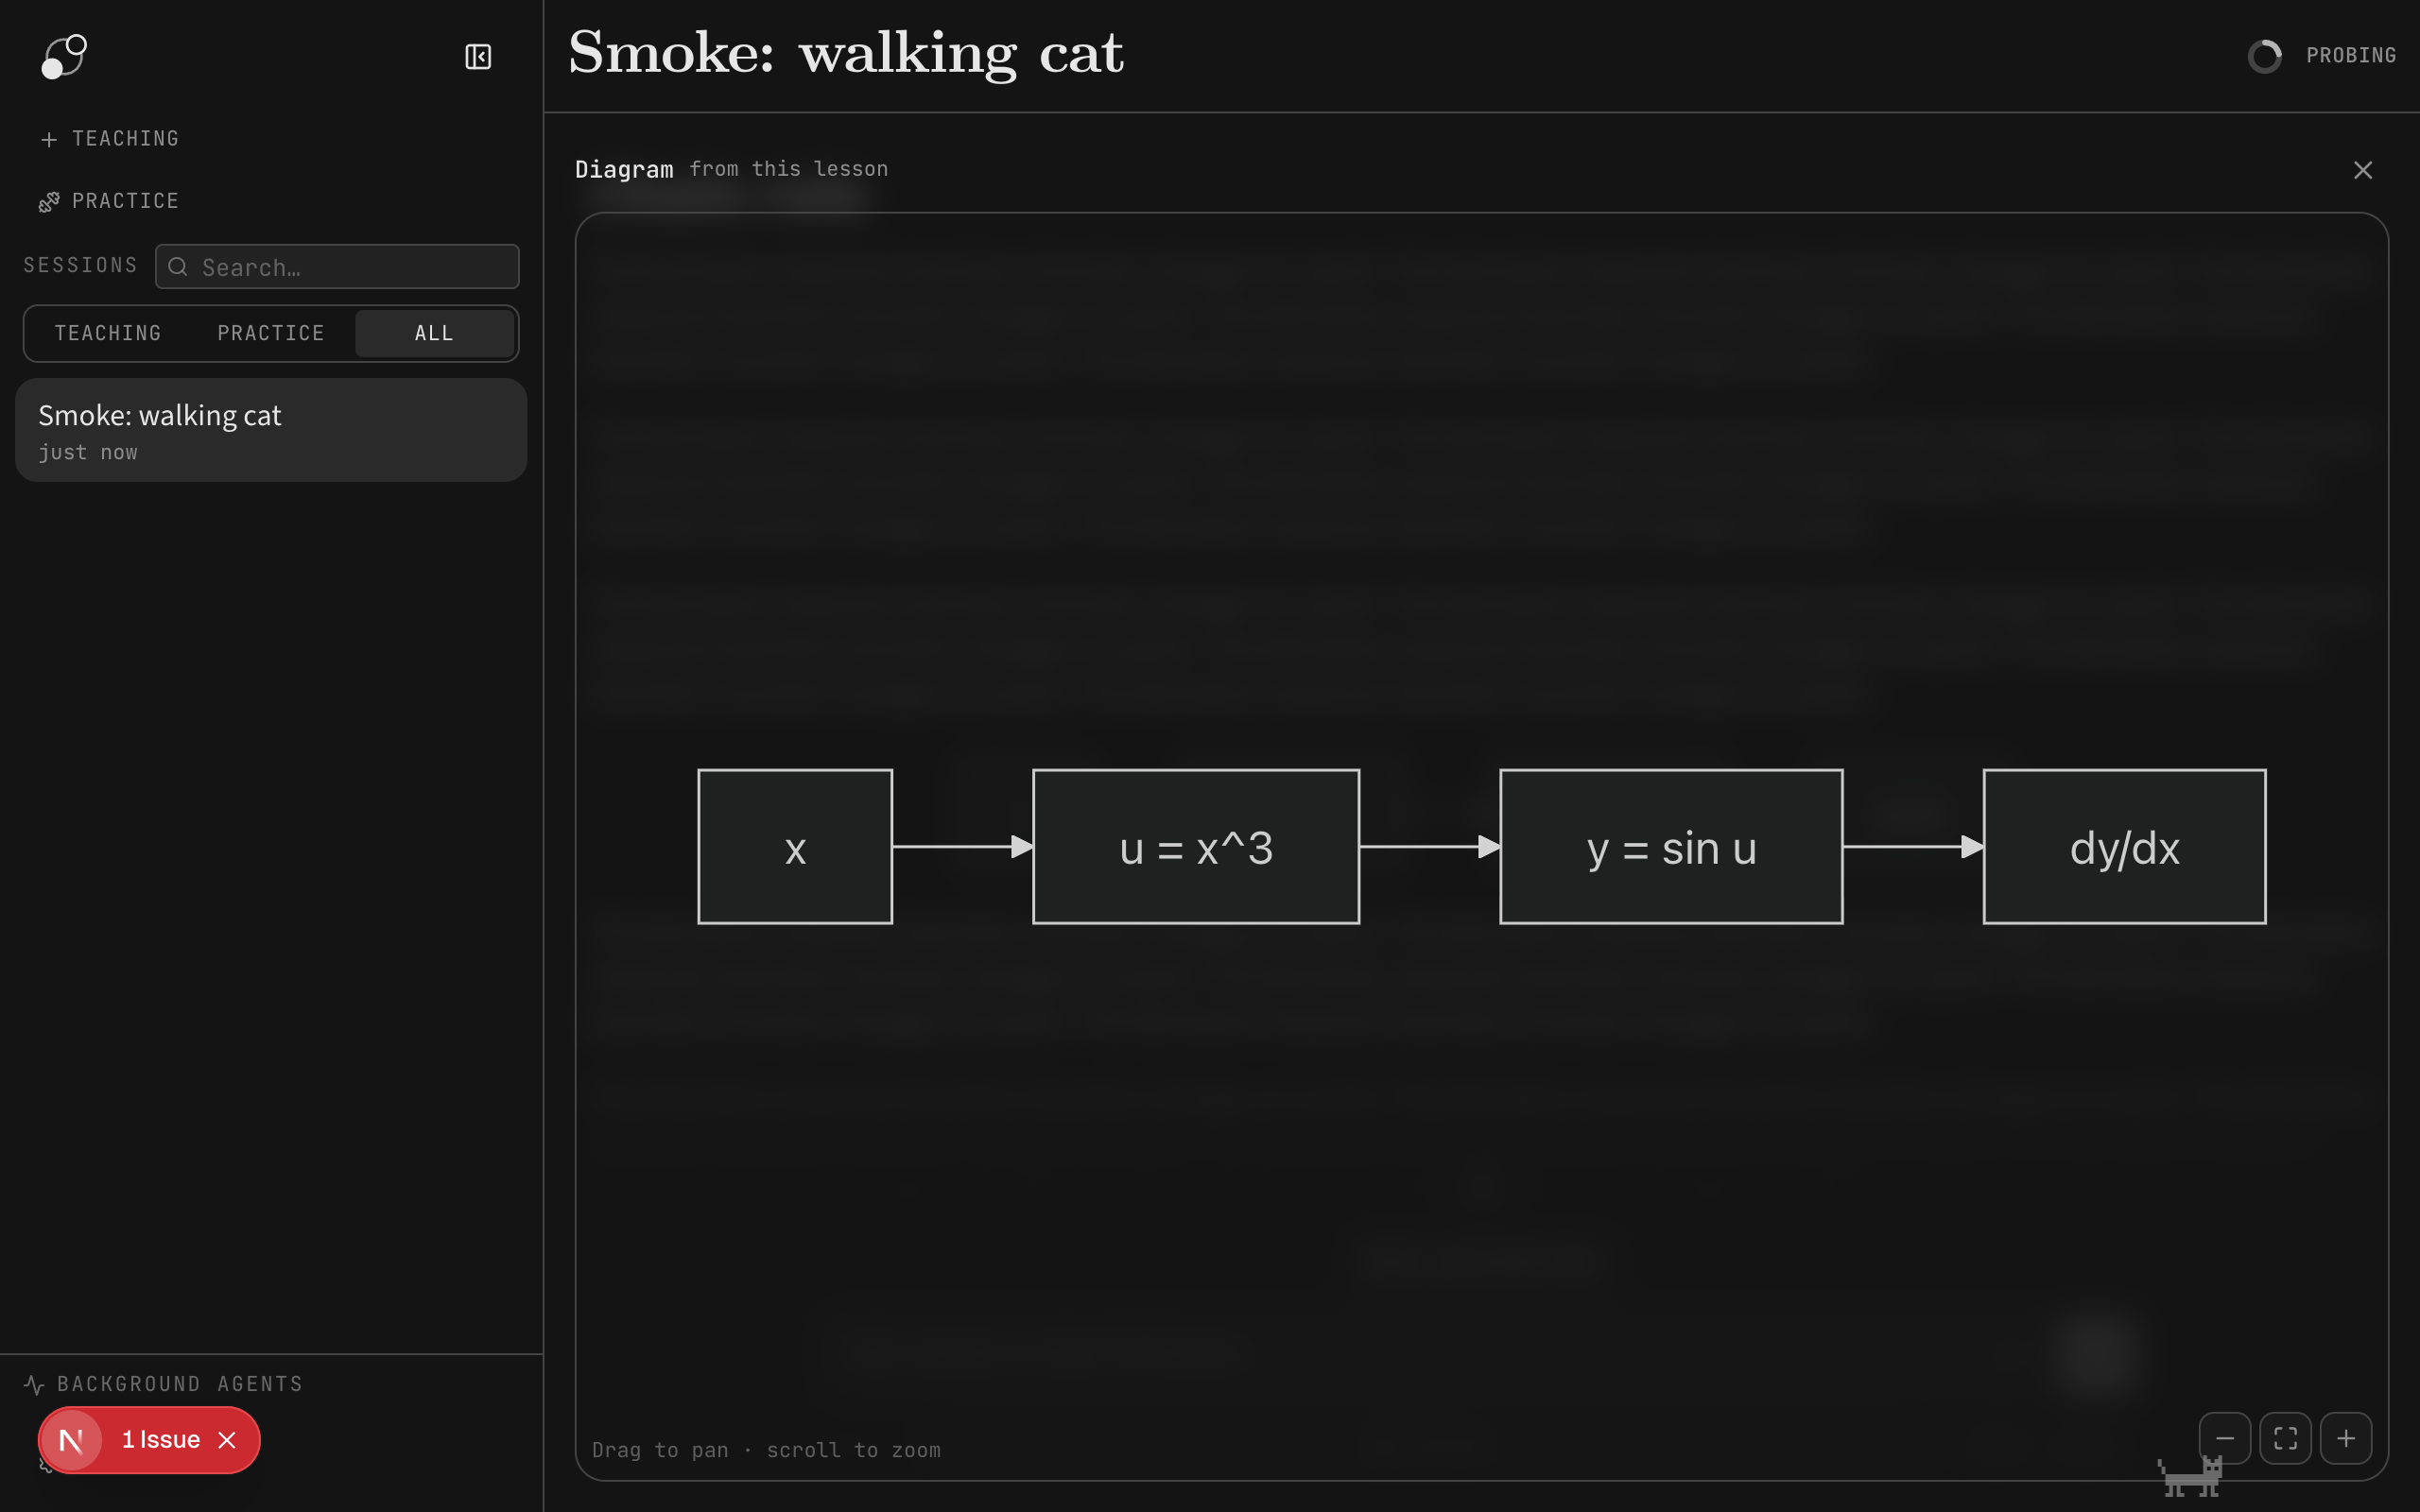 Smoke: walking cat
PROBING
TEACHING
PRACTICE
SESSIONS
Search…
TEACHING PRACTICE ALL
Smoke: walking cat
just now
BACKGROUND AGENTS
N 1 Issue
Diagram from this lesson
x
u = x^3
y = sin u
dy/dx
Drag to pan · scroll to zoom